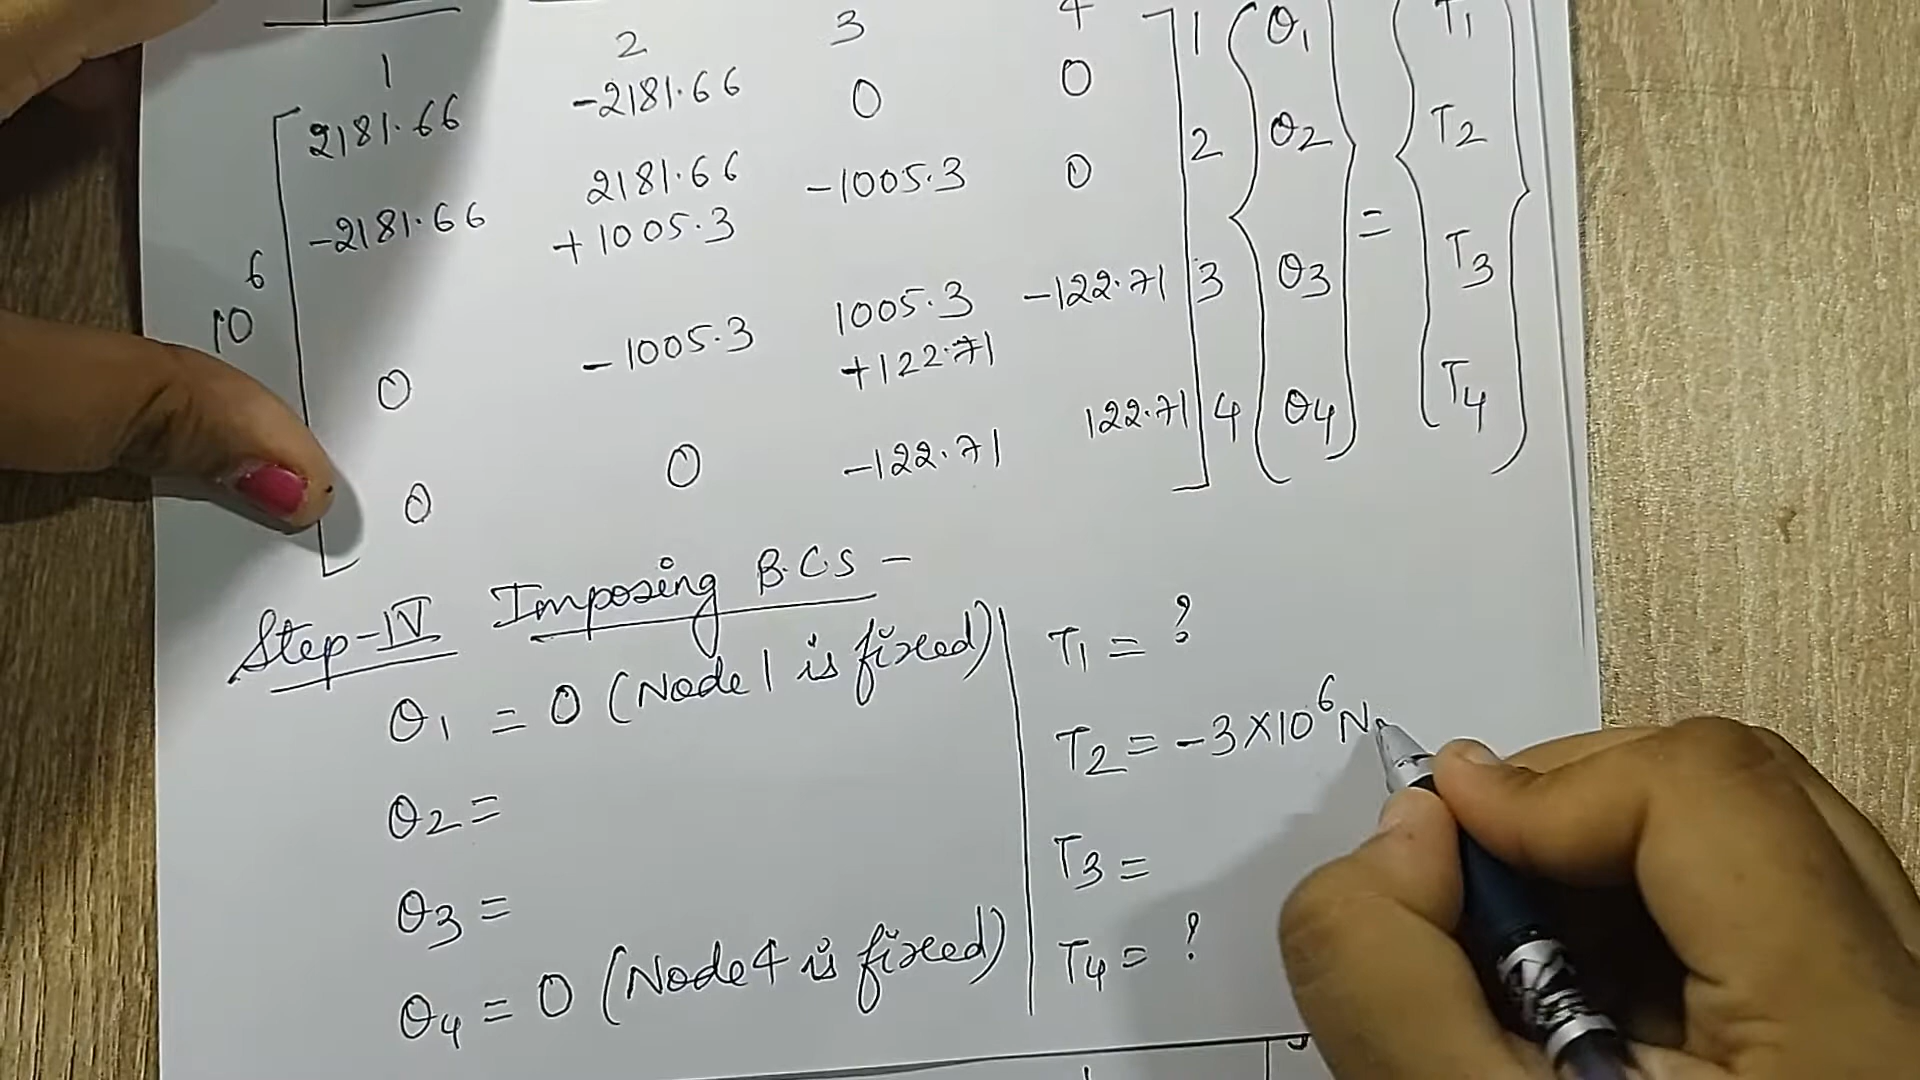 1 2 3 4
2181.66 -2181.66 0 0 1 θ1 T1
-2181.66 2181.66 +1005.3 -1005.3 0 2 θ2 T2
10^6 0 -1005.3 1005.3 +122.71 -122.71 3 θ3 = T3
0 0 -122.71 122.71 4 θ4 T4
Step-IV Imposing B.C.S -
θ1 = 0 (Node 1 is fixed)
θ2 =
θ3 =
θ4 = 0 (Node 4 is fixed)
T1 = ?
T2 = -3×10^6 N
T3 =
T4 = ?